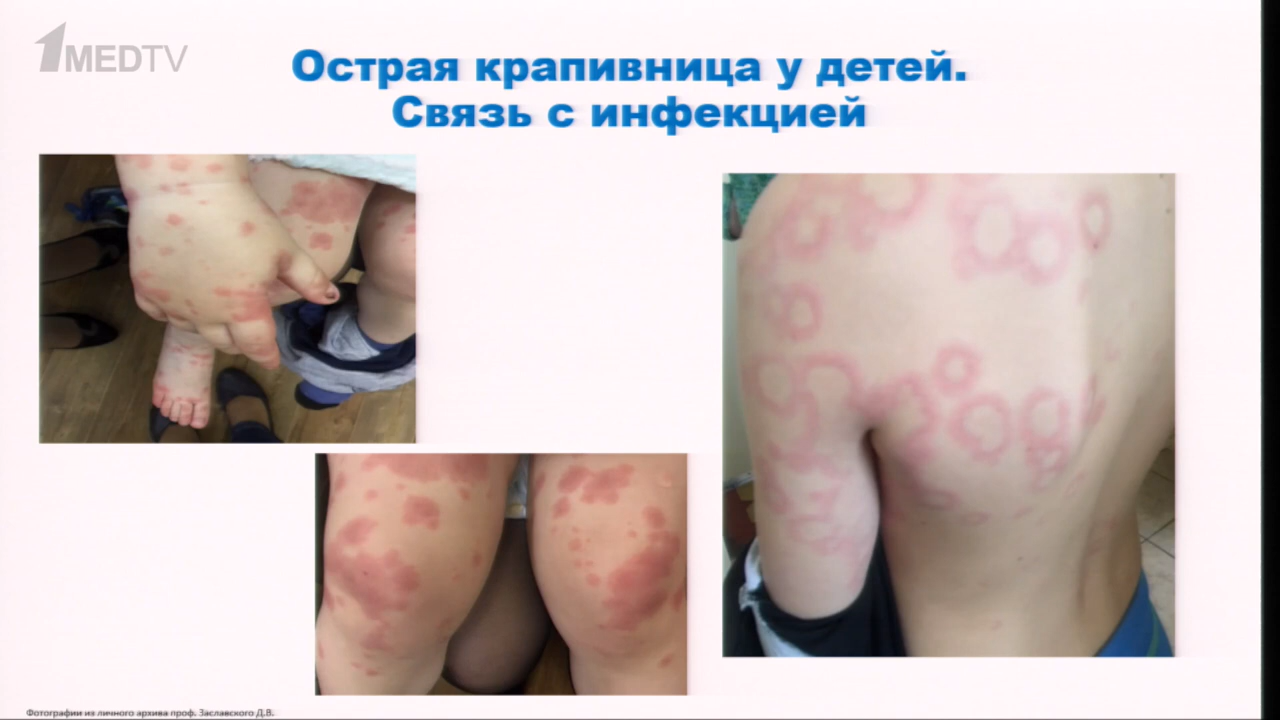 1MEDTV
Острая крапивница у детей.
Связь с инфекцией
Фотографии из личного архива проф. Заславского Д.В.